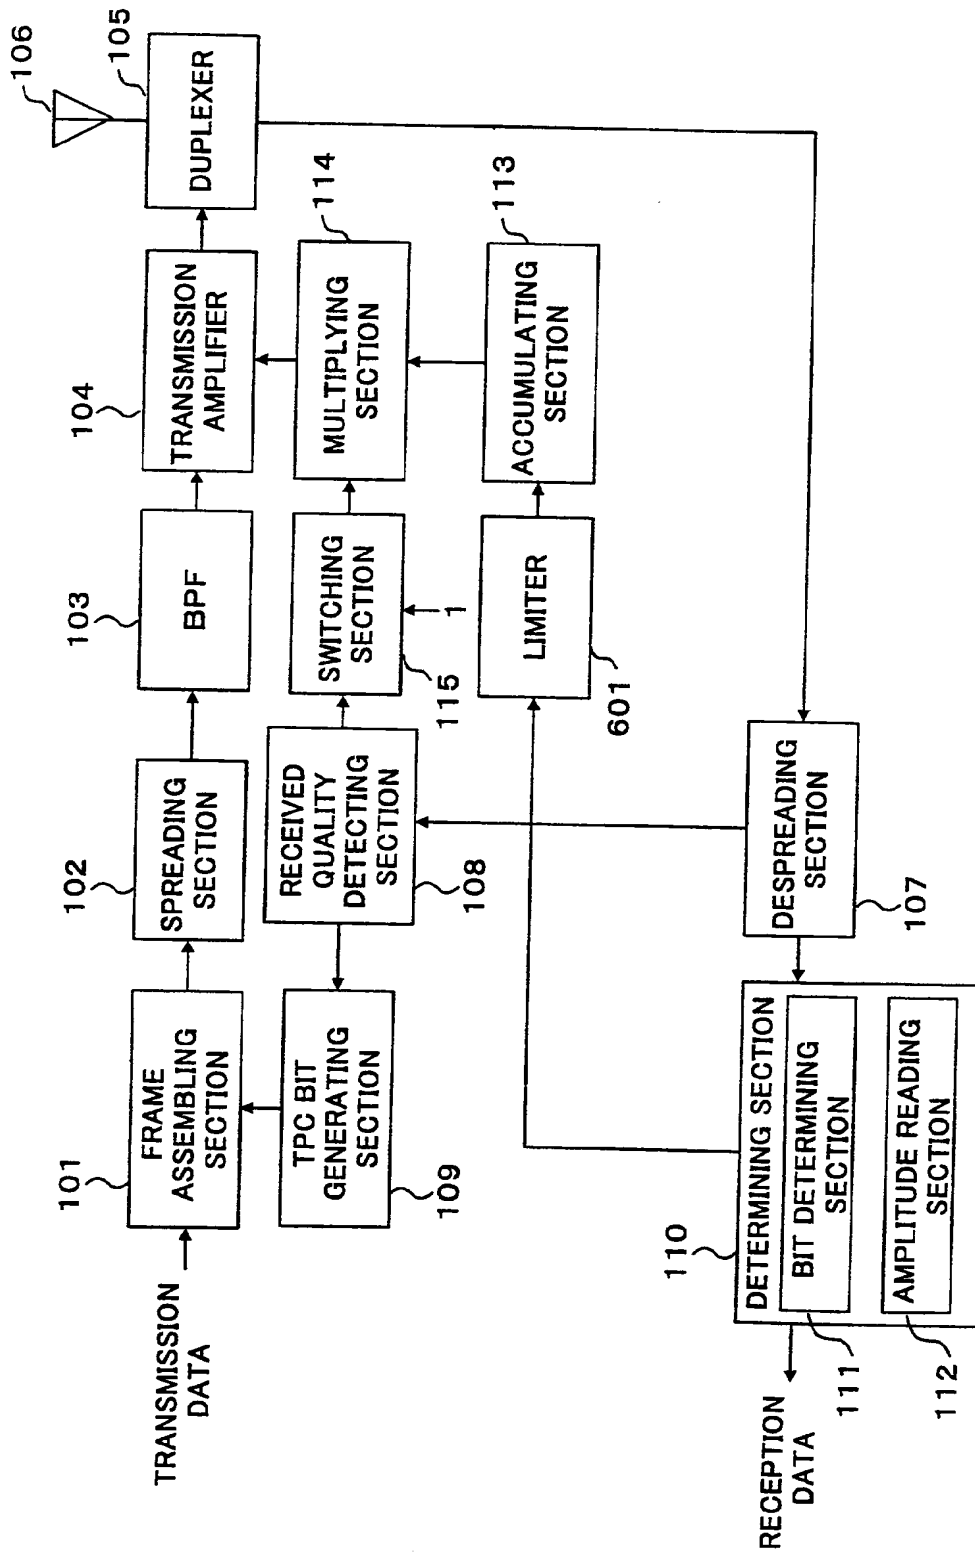 106
105
DUPLEXER
104
TRANSMISSION
AMPLIFIER
103
BPF
102
SPREADING
SECTION
101
FRAME
ASSEMBLING
SECTION
TRANSMISSION
DATA
114
MULTIPLYING
SECTION
SWITCHING
SECTION
115
1
RECEIVED
QUALITY
DETECTING
SECTION
108
TPC BIT
GENERATING
SECTION
109
113
ACCUMULATING
SECTION
LIMITER
601
DESPREADING
SECTION
107
110
DETERMINING SECTION
BIT DETERMINING
SECTION
111
AMPLITUDE READING
SECTION
112
RECEPTION
DATA